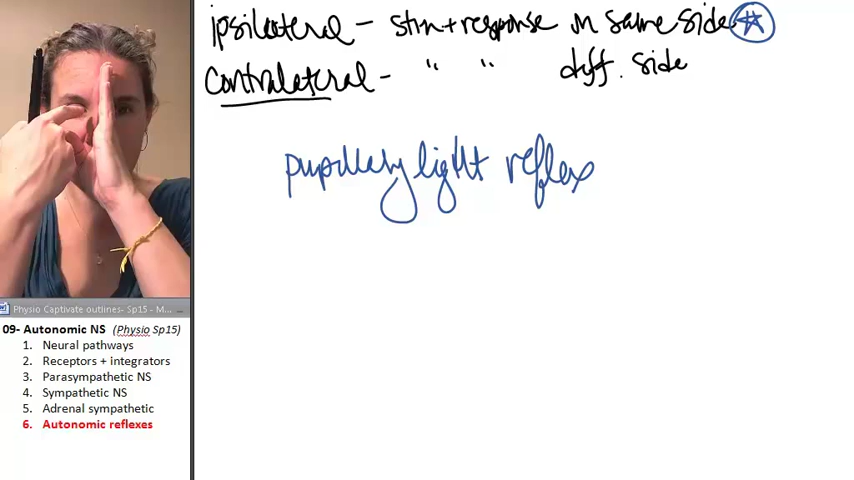 ipsilateral - stim + response on same side ☆
contralateral - " " diff. side
pupillary light reflex
Physio Captivate outlines- Sp15 - M...
09- Autonomic NS (Physio Sp15)
1. Neural pathways
2. Receptors + integrators
3. Parasympathetic NS
4. Sympathetic NS
5. Adrenal sympathetic
6. Autonomic reflexes